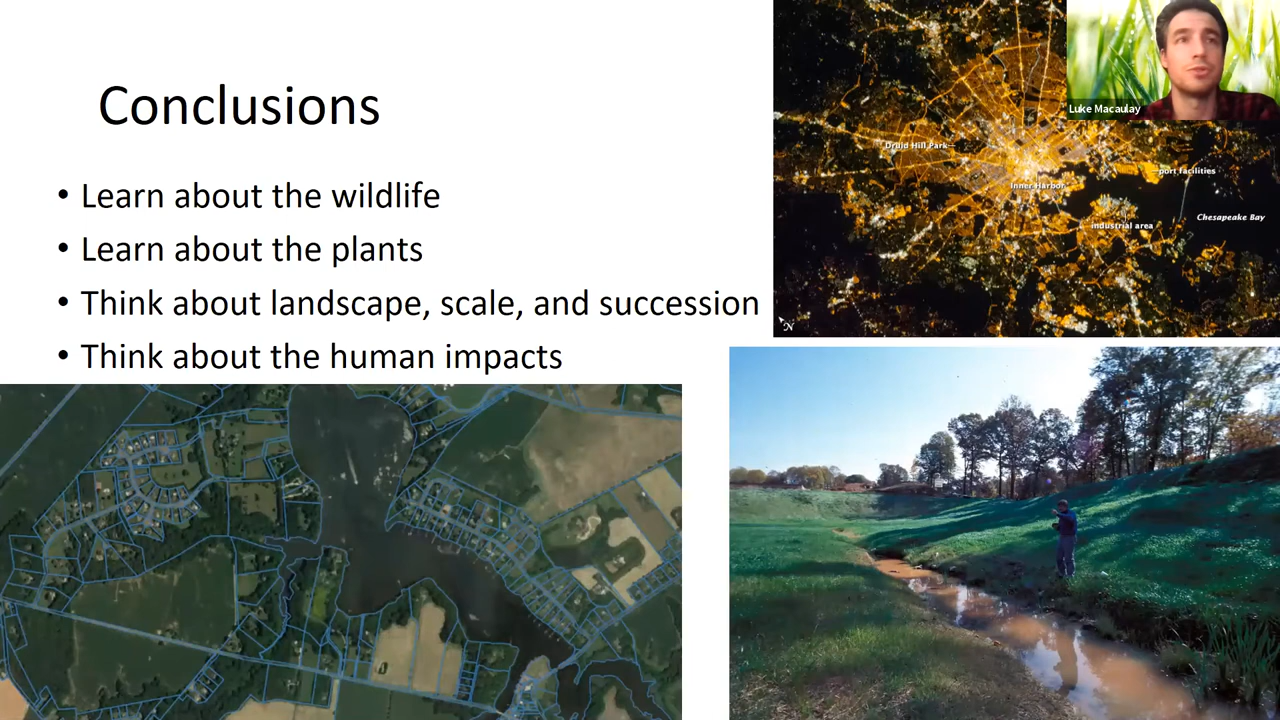 Conclusions
• Learn about the wildlife
• Learn about the plants
• Think about landscape, scale, and succession
• Think about the human impacts
Luke Macaulay
Druid Hill Park
port facilities
Inner Harbor
Chesapeake Bay
industrial area
N